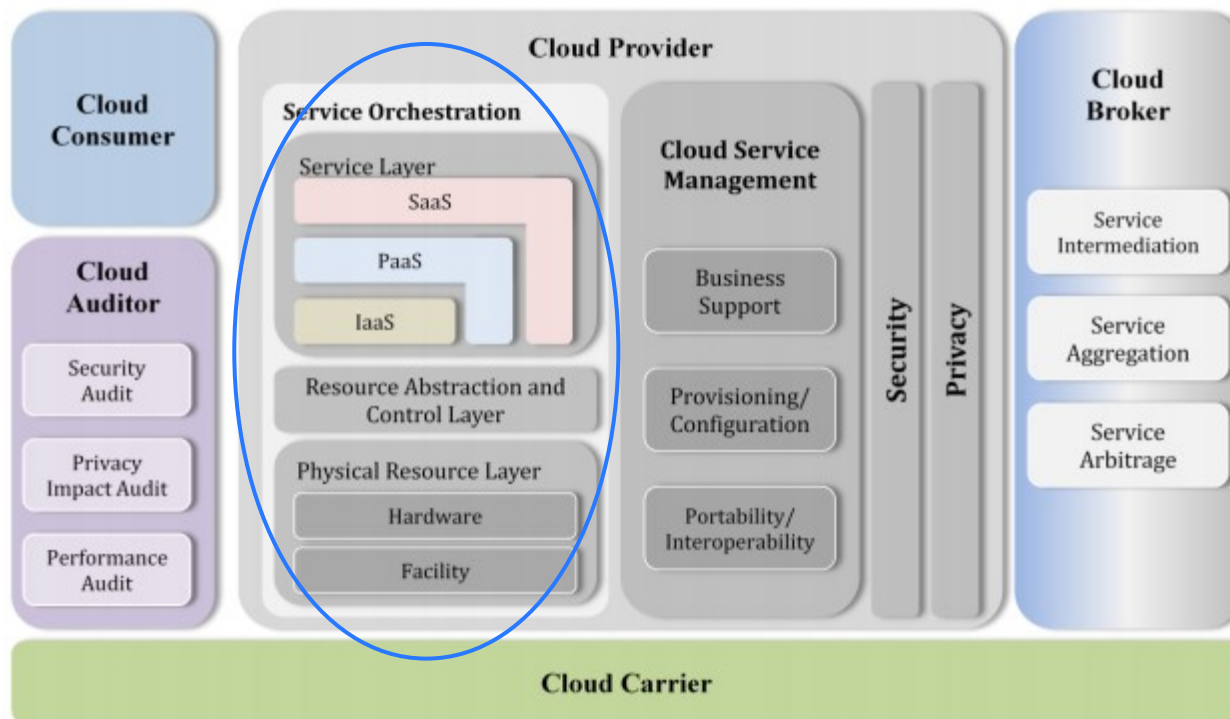 Cloud
Consumer
Cloud
Auditor
Security
Audit
Privacy
Impact Audit
Performance
Audit
Cloud Provider
Service Orchestration
Service Layer
SaaS
PaaS
IaaS
Resource Abstraction and
Control Layer
Physical Resource Layer
Hardware
Facility
Cloud Service
Management
Business
Support
Provisioning/
Configuration
Portability/
Interoperability
Security
Privacy
Cloud
Broker
Service
Intermediation
Service
Aggregation
Service
Arbitrage
Cloud Carrier